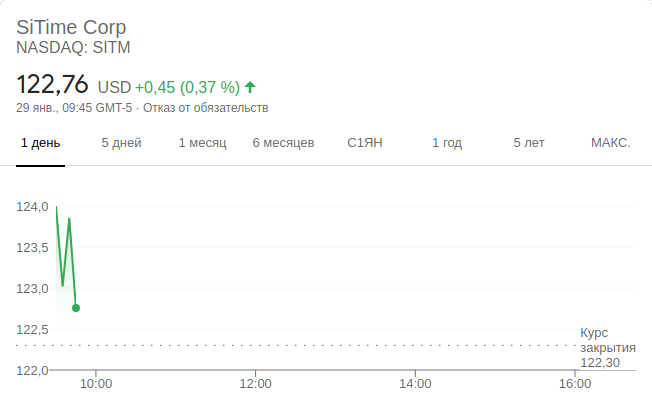 SiTime Corp
NASDAQ: SITM
122,76 USD +0,45 (0,37 %)
29 янв., 09:45 GMT-5 · Отказ от обязательств
1 день 5 дней 1 месяц 6 месяцев С1ЯН 1 год 5 лет МАКС.
124,0
123,5
123,0
122,5
122,0
Курс
закрытия
122,30
10:00 12:00 14:00 16:00